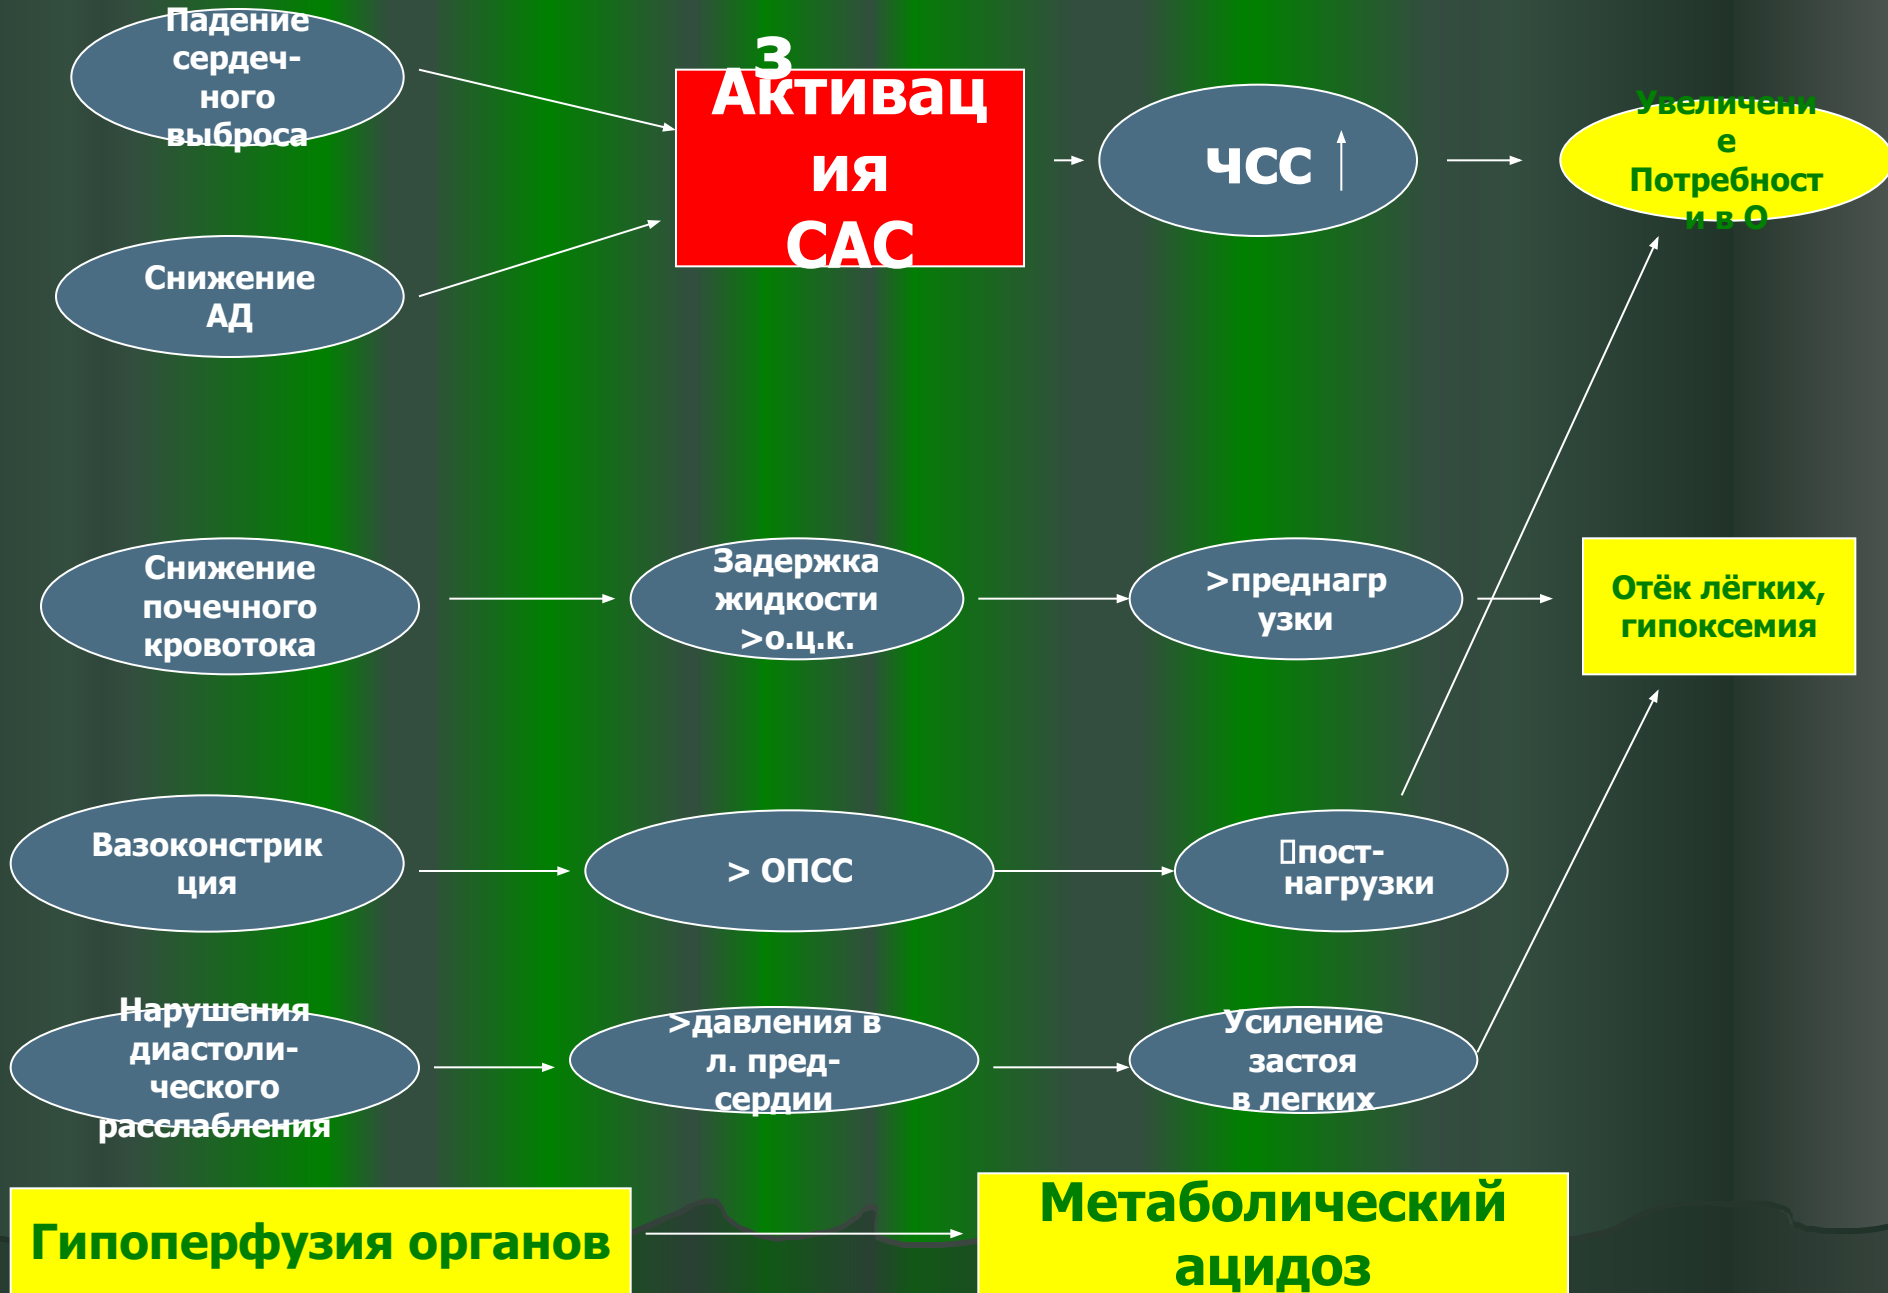 Падение
сердеч-
ного
выброса
З
Активац
ия
САС
ЧСС
Увеличени
е
Потребност
и в О
Снижение
АД
Снижение
почечного
кровотока
Задержка
жидкости
>о.ц.к.
>преднагр
узки
Отёк лёгких,
гипоксемия
Вазоконстрик
ция
> ОПСС
пост-
нагрузки
Нарушения
диастоли-
ческого
расслабления
>давления в
л. пред-
сердии
Усиление
застоя
в легких
Гипоперфузия органов
Метаболический
ацидоз